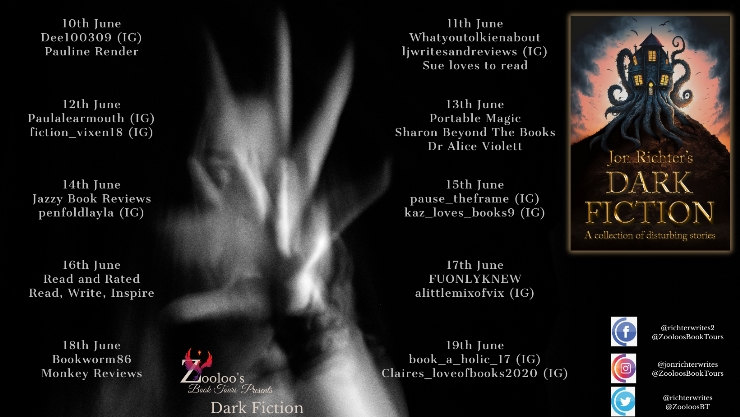 10th June
Dee100309 (IG)
Pauline Render
11th June
Whatyoutolkienabout
ljwritesandreviews (IG)
Sue loves to read
12th June
Paulalearmouth (IG)
fiction_vixen18 (IG)
13th June
Portable Magic
Sharon Beyond The Books
Dr Alice Violett
14th June
Jazzy Book Reviews
penfoldlayla (IG)
15th June
pause_theframe (IG)
kaz_loves_books9 (IG)
16th June
Read and Rated
Read, Write, Inspire
17th June
FUONLYKNEW
alittlemixofvix (IG)
18th June
Bookworm86
Monkey Reviews
19th June
book_a_holic_17 (IG)
Claires_loveofbooks2020 (IG)
Zooloo's
Book Tours Presents
Dark Fiction
Jon Richter's
DARK
FICTION
A collection of disturbing stories
@richterwrites2
@ZooloosBookTours
@jonrichterwrites
@ZooloosBookTours
@richterwrites
@ZooloosBT